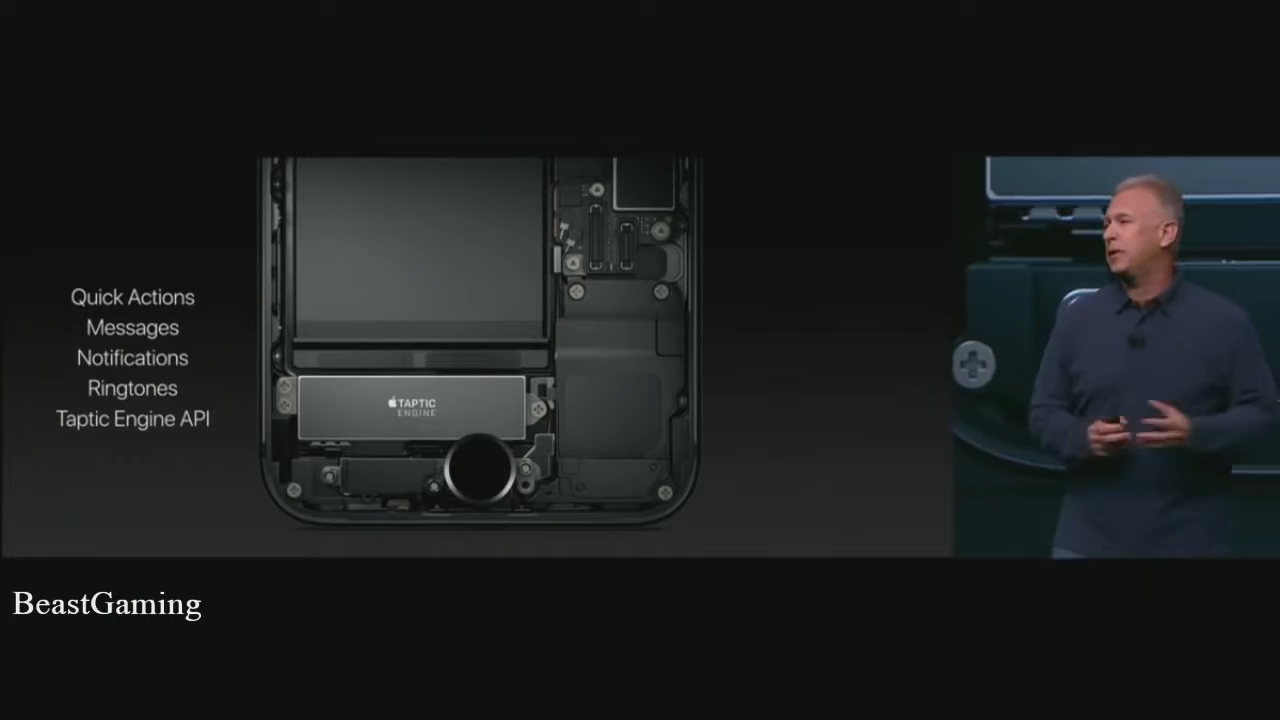 Quick Actions
Messages
Notifications
Ringtones
Taptic Engine API
TAPTIC
ENGINE
BeastGaming